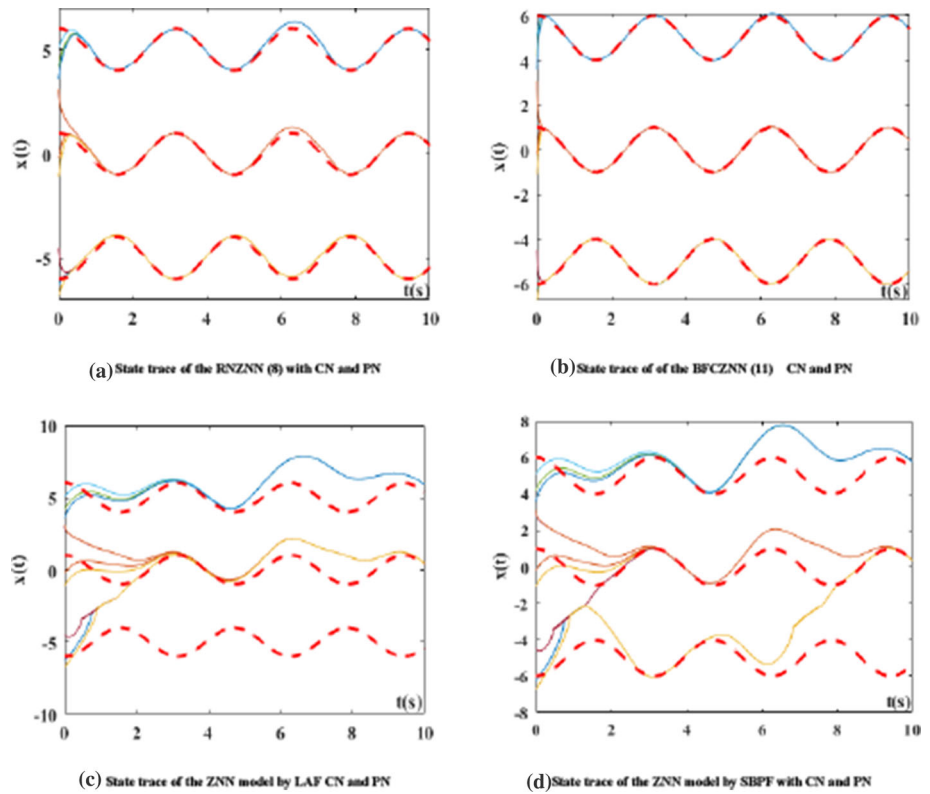 5
0
-5
x(t)
t(s)
0 2 4 6 8 10
(a) State trace of the RNZNN (8) with CN and PN
6
4
2
0
-2
-4
-6
x(t)
t(s)
0 2 4 6 8 10
(b) State trace of of the BFCZNN (11) CN and PN
10
5
0
-5
-10
x(t)
t(s)
0 2 4 6 8 10
(c) State trace of the ZNN model by LAF CN and PN
8
6
4
2
0
-2
-4
-6
-8
x(t)
t(s)
0 2 4 6 8 10
(d) State trace of the ZNN model by SBPF with CN and PN